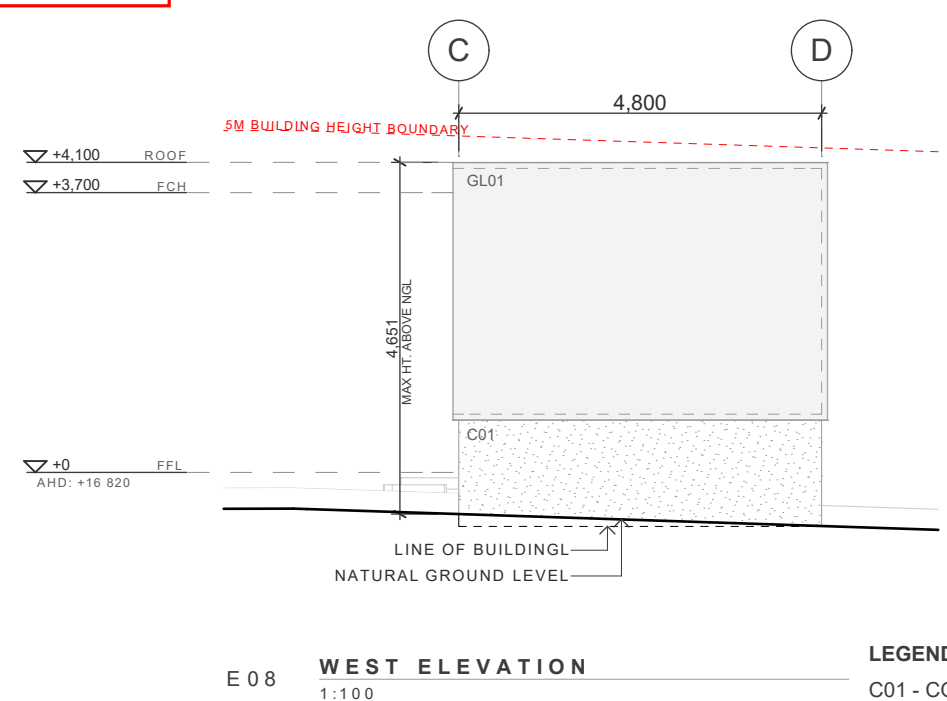 C
D
4,800
5M BUILDING HEIGHT BOUNDARY
+4,100 ROOF
+3,700 FCH
GL01
4,651
MAX HT. ABOVE NGL
C01
+0 FFL
AHD: +16 820
LINE OF BUILDINGL
NATURAL GROUND LEVEL
E08 WEST ELEVATION
1:100
LEGEND
C01 - CO